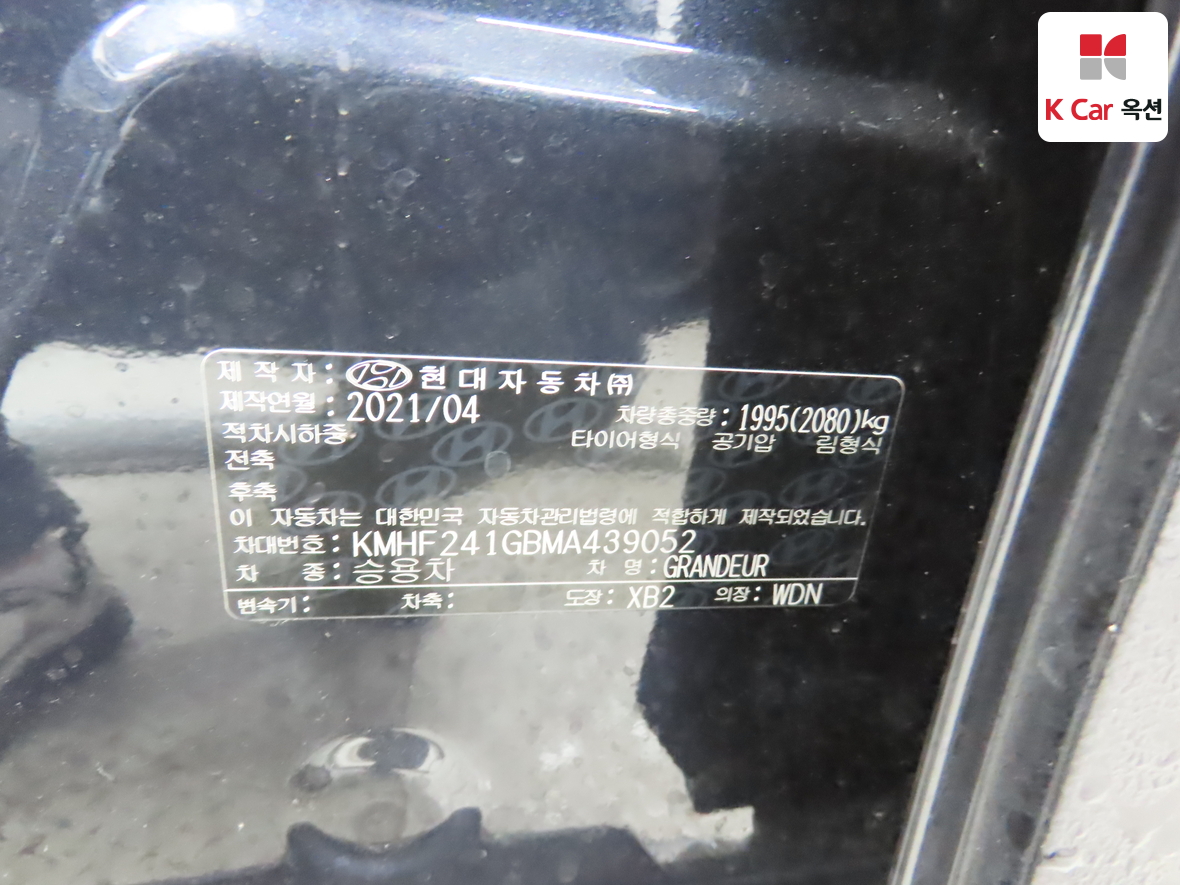 K Car 옥션
제 작 자 : 현 대 자 동 차 ㈜
제작연월 : 2021/04 차량총중량 : 1995(2080)kg
적차시하중 타이어형식 공기압 림형식
전축
후축
이 자동차는 대한민국 자동차관리법령에 적합하게 제작되었습니다.
차대번호 : KMHF241GBMA439052
차 종 : 승용차 차 명 : GRANDEUR
변속기 : 차축 : 도장 : XB2 의장 : WDN